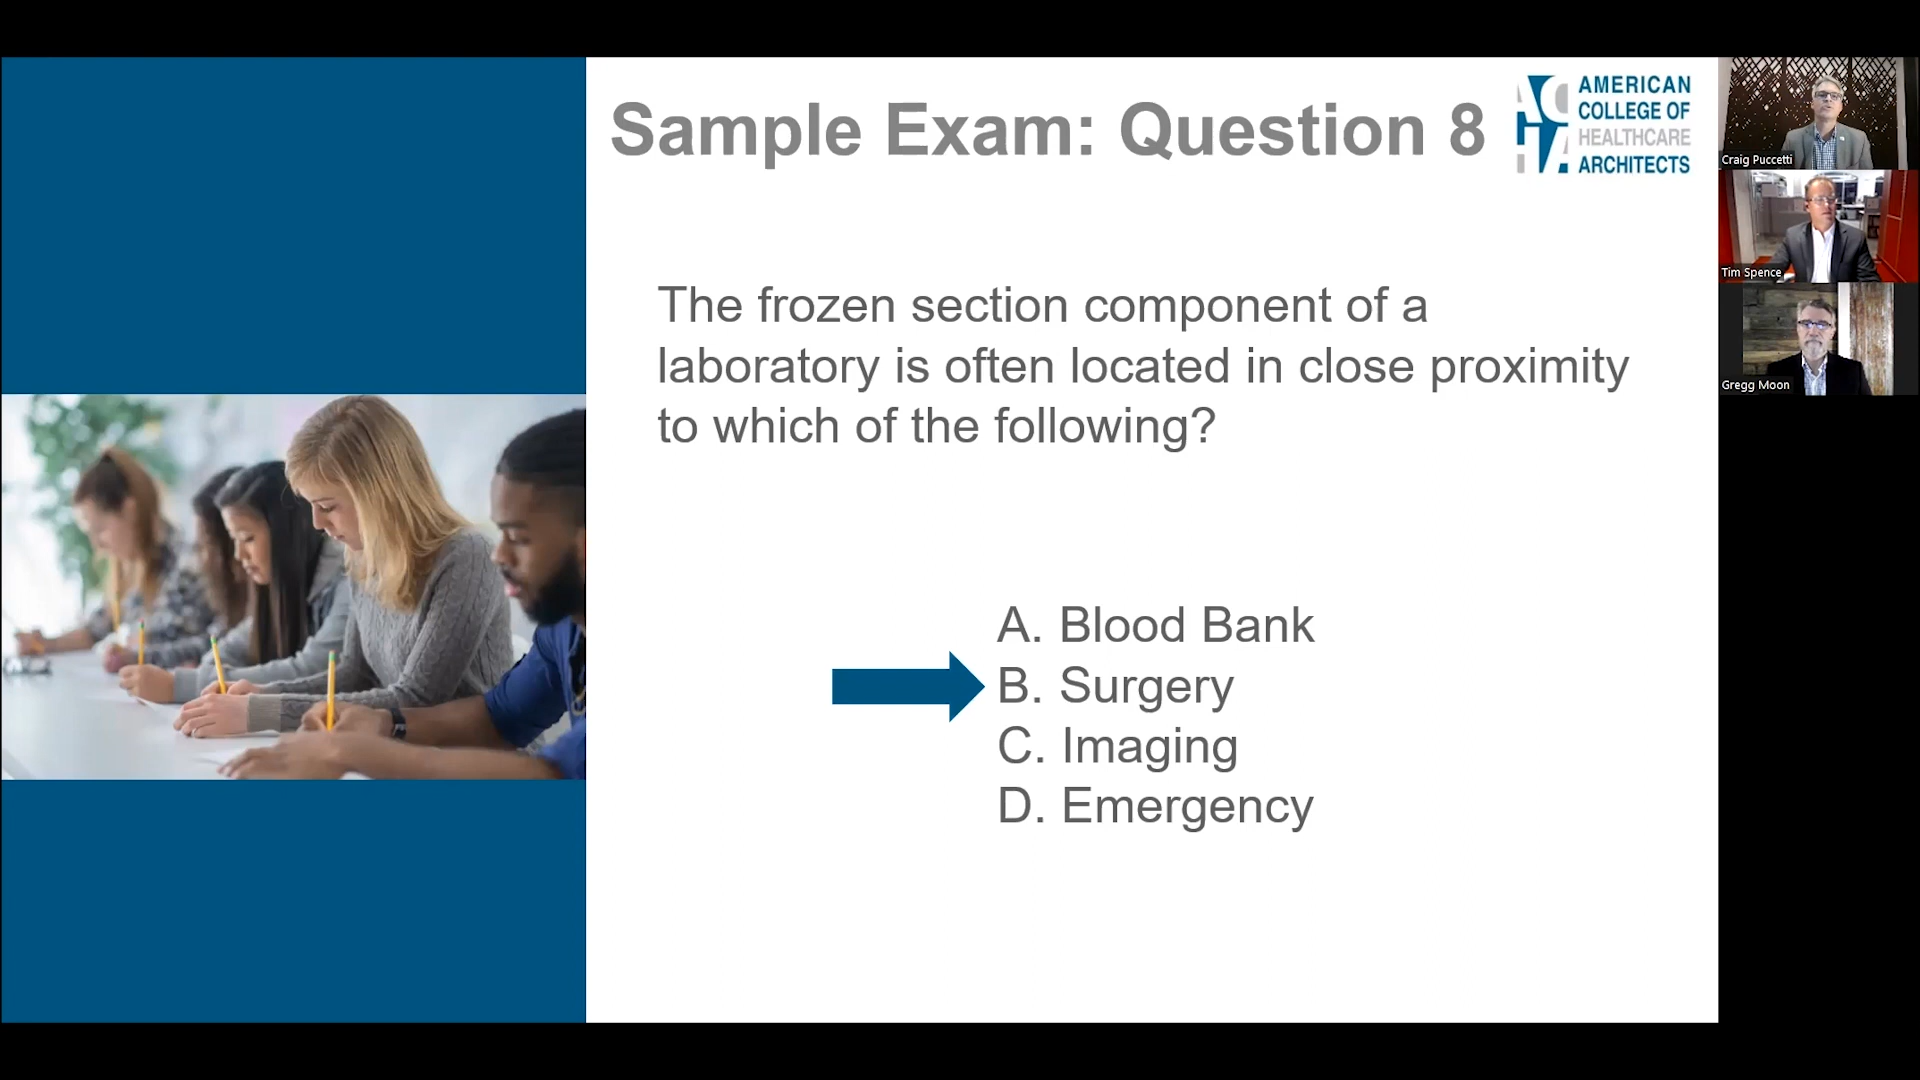 Sample Exam: Question 8
AMERICAN
COLLEGE OF
HEALTHCARE
ARCHITECTS
ACHA
The frozen section component of a
laboratory is often located in close proximity
to which of the following?
A. Blood Bank
B. Surgery
C. Imaging
D. Emergency
Craig Puccetti
Tim Spence
Gregg Moon